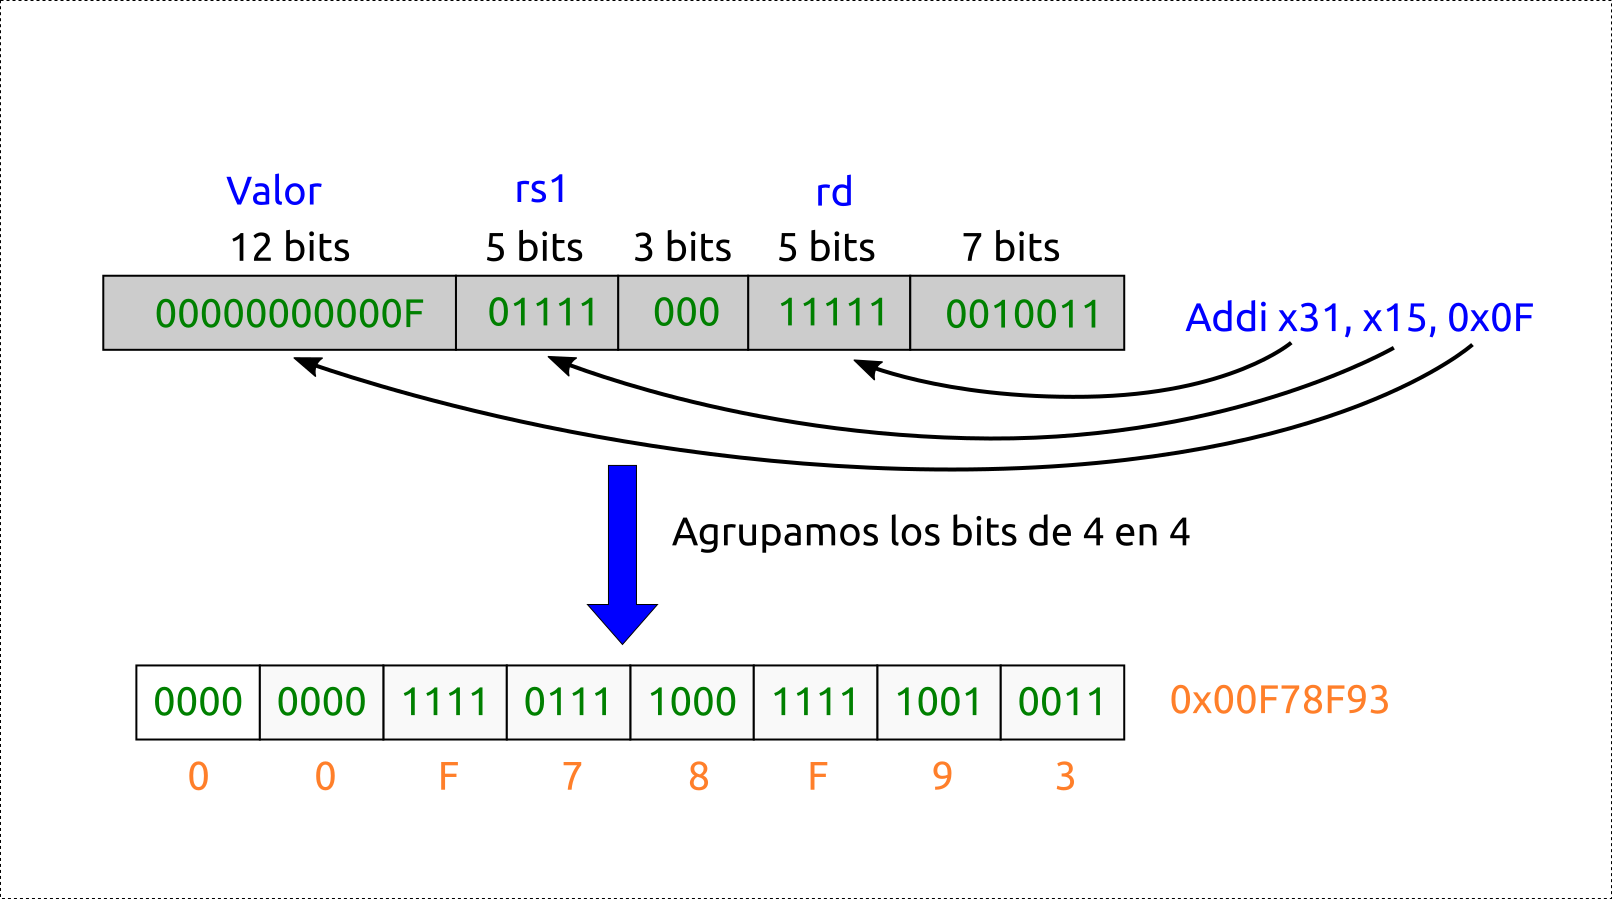 Valor rs1 rd
12 bits 5 bits 3 bits 5 bits 7 bits
00000000000F 01111 000 11111 0010011 Addi x31, x15, 0x0F
Agrupamos los bits de 4 en 4
0000 0000 1111 0111 1000 1111 1001 0011 0x00F78F93
0 0 F 7 8 F 9 3